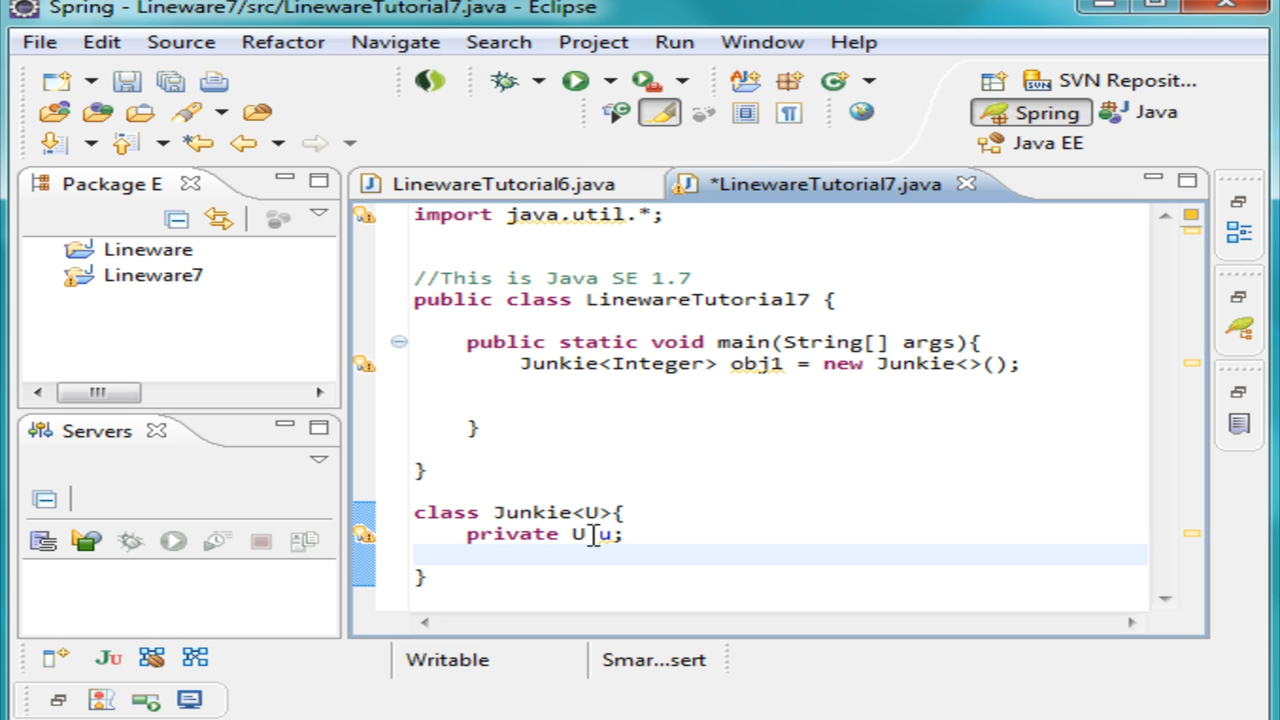 Spring - Lineware7/src/LinewareTutorial7.java - Eclipse
File Edit Source Refactor Navigate Search Project Run Window Help
SVN Reposit...
Spring Java
Java EE
Package E
LinewareTutorial6.java *LinewareTutorial7.java
Lineware
Lineware7
import java.util.*;
//This is Java SE 1.7
public class LinewareTutorial7 {
public static void main(String[] args){
Junkie<Integer> obj1 = new Junkie<>();
}
}
class Junkie<U>{
private U u;
}
Servers
Ju
Writable Smar...sert